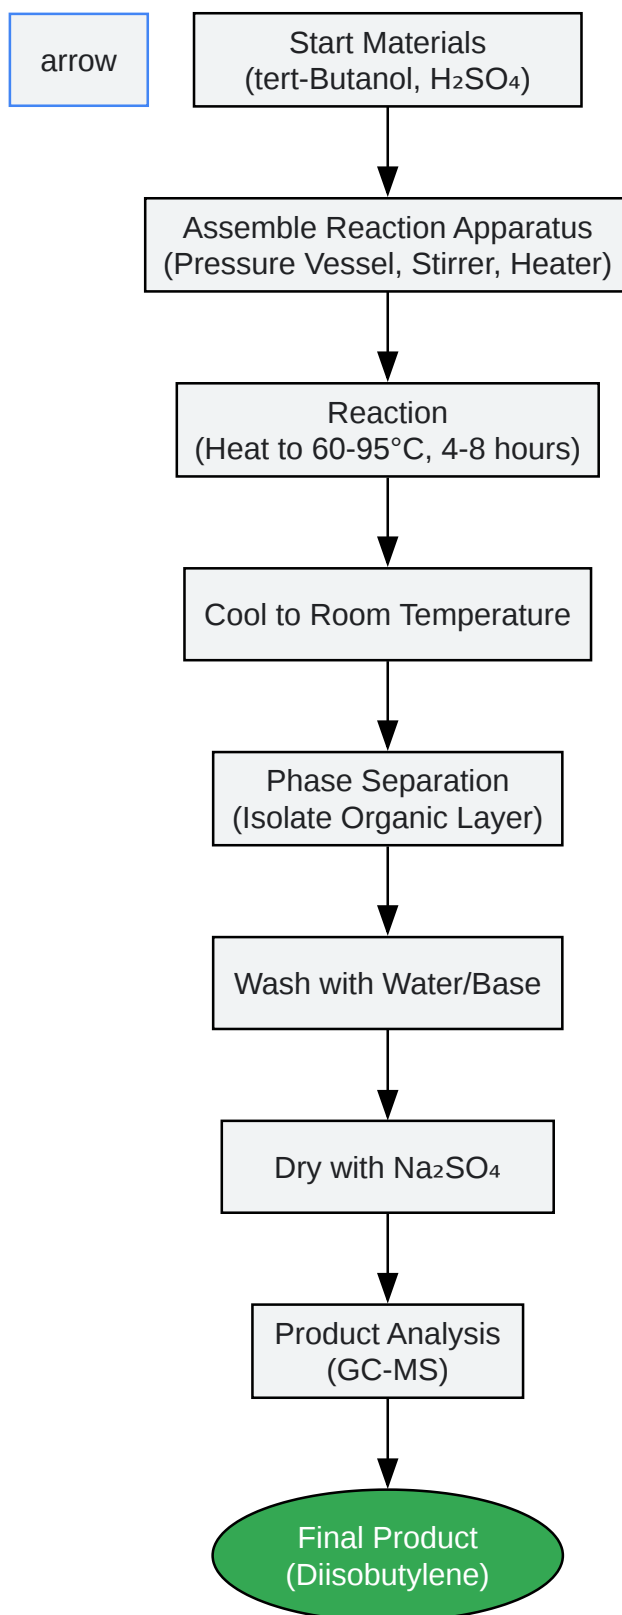 arrow
Start Materials
(tert-Butanol, H₂SO₄)
Assemble Reaction Apparatus
(Pressure Vessel, Stirrer, Heater)
Reaction
(Heat to 60-95°C, 4-8 hours)
Cool to Room Temperature
Phase Separation
(Isolate Organic Layer)
Wash with Water/Base
Dry with Na₂SO₄
Product Analysis
(GC-MS)
Final Product
(Diisobutylene)